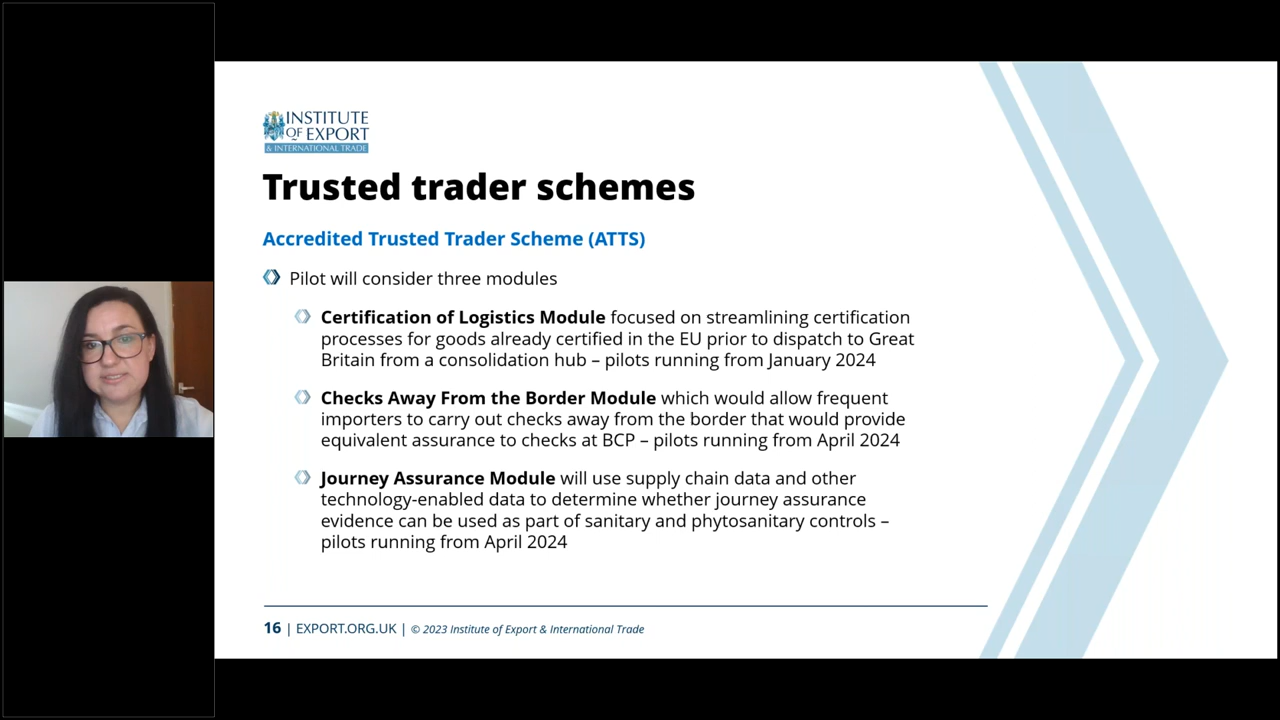 INSTITUTE
OF EXPORT
& INTERNATIONAL TRADE
Trusted trader schemes
Accredited Trusted Trader Scheme (ATTS)
Pilot will consider three modules
Certification of Logistics Module focused on streamlining certification
processes for goods already certified in the EU prior to dispatch to Great
Britain from a consolidation hub – pilots running from January 2024
Checks Away From the Border Module which would allow frequent
importers to carry out checks away from the border that would provide
equivalent assurance to checks at BCP – pilots running from April 2024
Journey Assurance Module will use supply chain data and other
technology-enabled data to determine whether journey assurance
evidence can be used as part of sanitary and phytosanitary controls –
pilots running from April 2024
16 | EXPORT.ORG.UK | © 2023 Institute of Export & International Trade